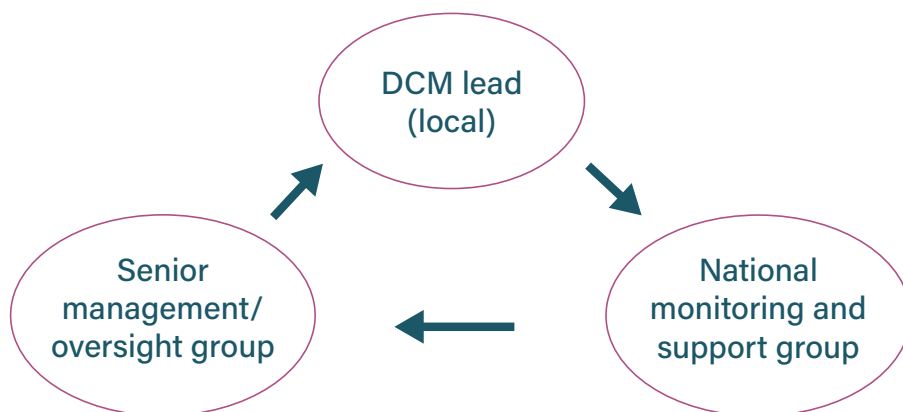 DCM lead
(local)
Senior
management/
oversight group
National
monitoring and
support group